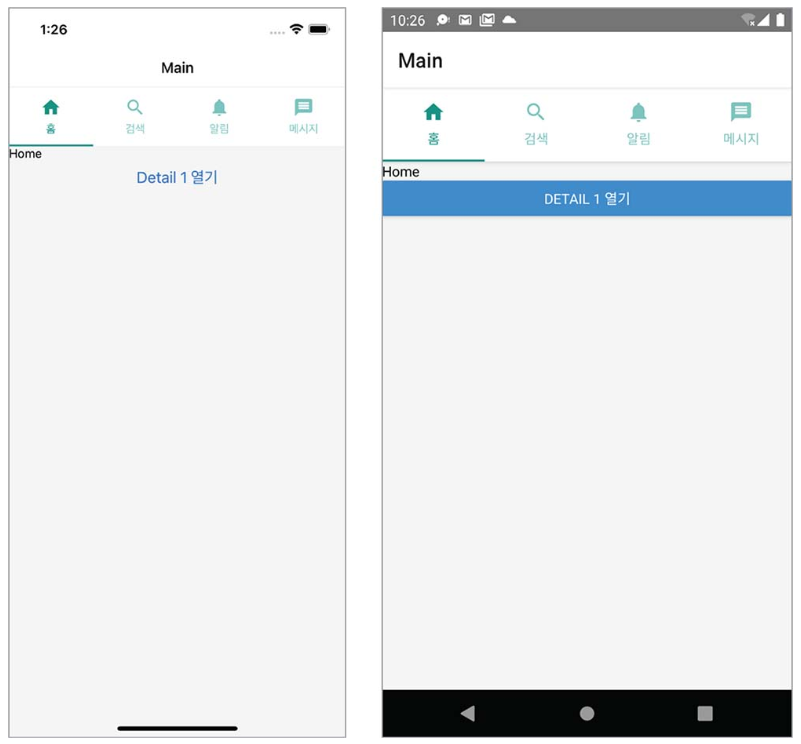 1:26
Main
홈 검색 알림 메시지
Home
Detail 1 열기
10:26
Main
홈 검색 알림 메시지
Home
DETAIL 1 열기